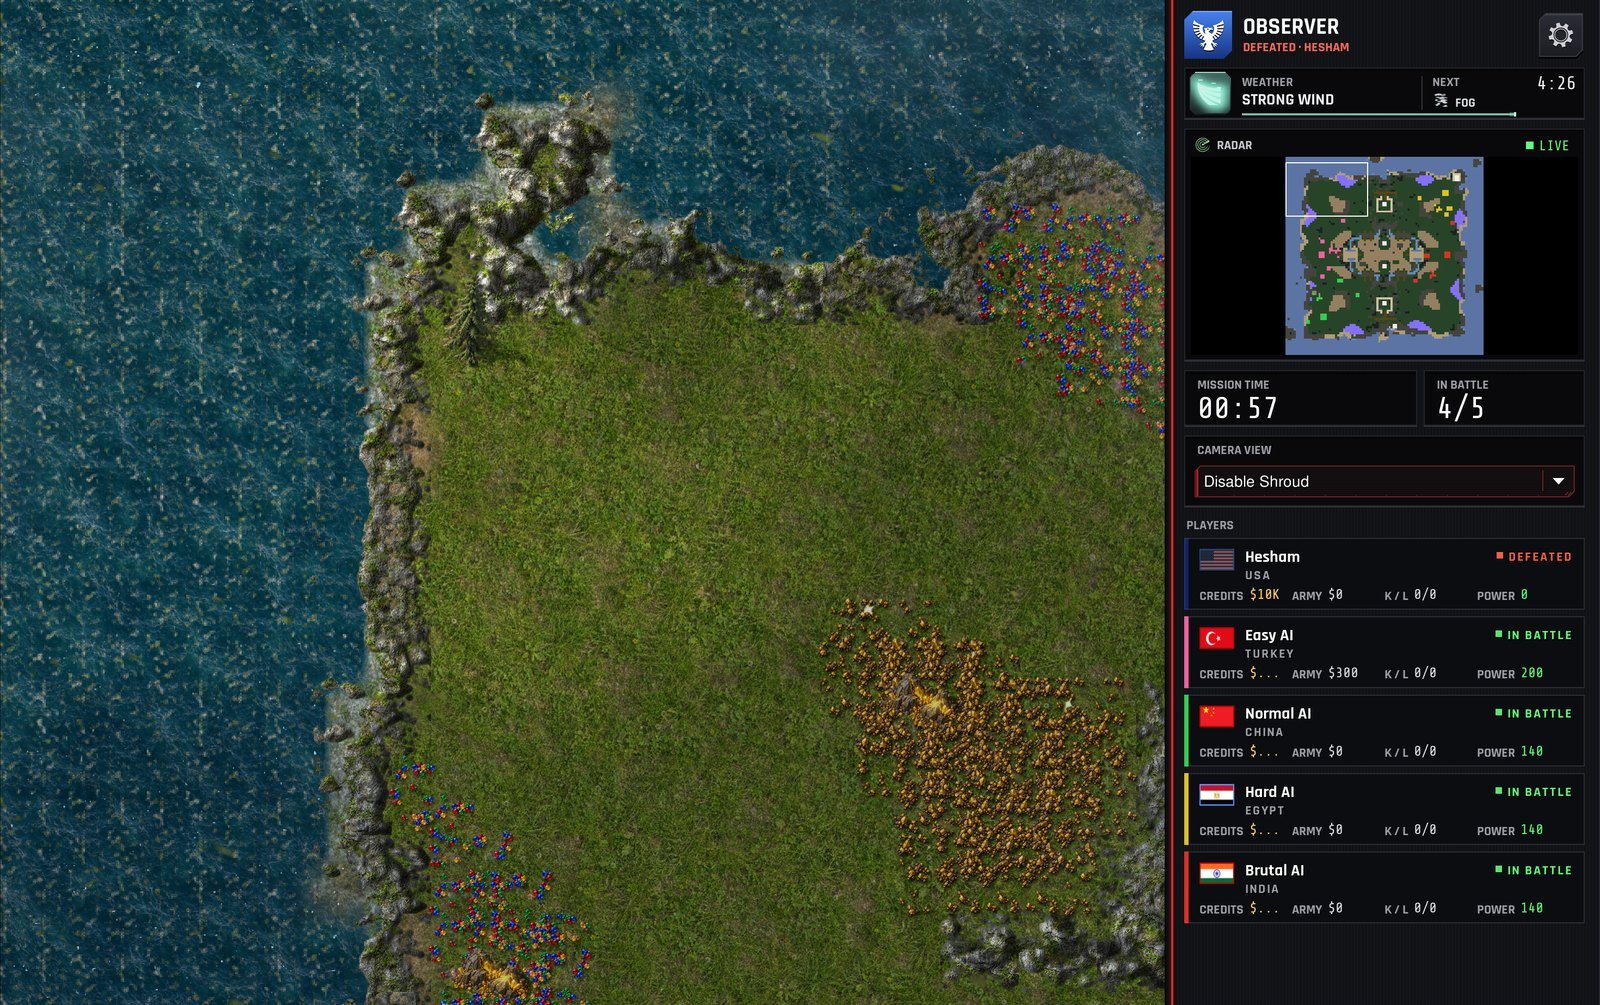 OBSERVER
DEFEATED · HESHAM
WEATHER
STRONG WIND
NEXT
FOG
4:26
RADAR
LIVE
MISSION TIME
00:57
IN BATTLE
4/5
CAMERA VIEW
Disable Shroud
PLAYERS
Hesham
DEFEATED
USA
CREDITS $10K ARMY $0 K / L 0/0 POWER 0
Easy AI
IN BATTLE
TURKEY
CREDITS $... ARMY $300 K / L 0/0 POWER 200
Normal AI
IN BATTLE
CHINA
CREDITS $... ARMY $0 K / L 0/0 POWER 140
Hard AI
IN BATTLE
EGYPT
CREDITS $... ARMY $0 K / L 0/0 POWER 140
Brutal AI
IN BATTLE
INDIA
CREDITS $... ARMY $0 K / L 0/0 POWER 140